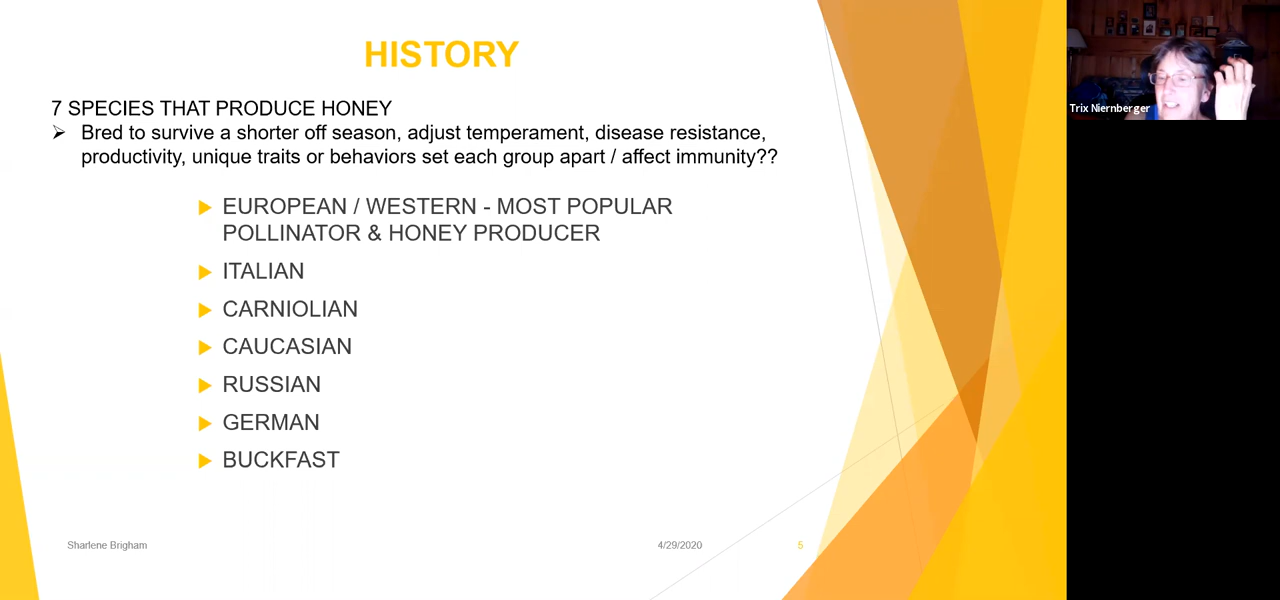 HISTORY
7 SPECIES THAT PRODUCE HONEY
Bred to survive a shorter off season, adjust temperament, disease resistance,
productivity, unique traits or behaviors set each group apart / affect immunity??
EUROPEAN / WESTERN - MOST POPULAR
POLLINATOR & HONEY PRODUCER
ITALIAN
CARNIOLIAN
CAUCASIAN
RUSSIAN
GERMAN
BUCKFAST
Sharlene Brigham
4/29/2020
5
Trix Niernberger